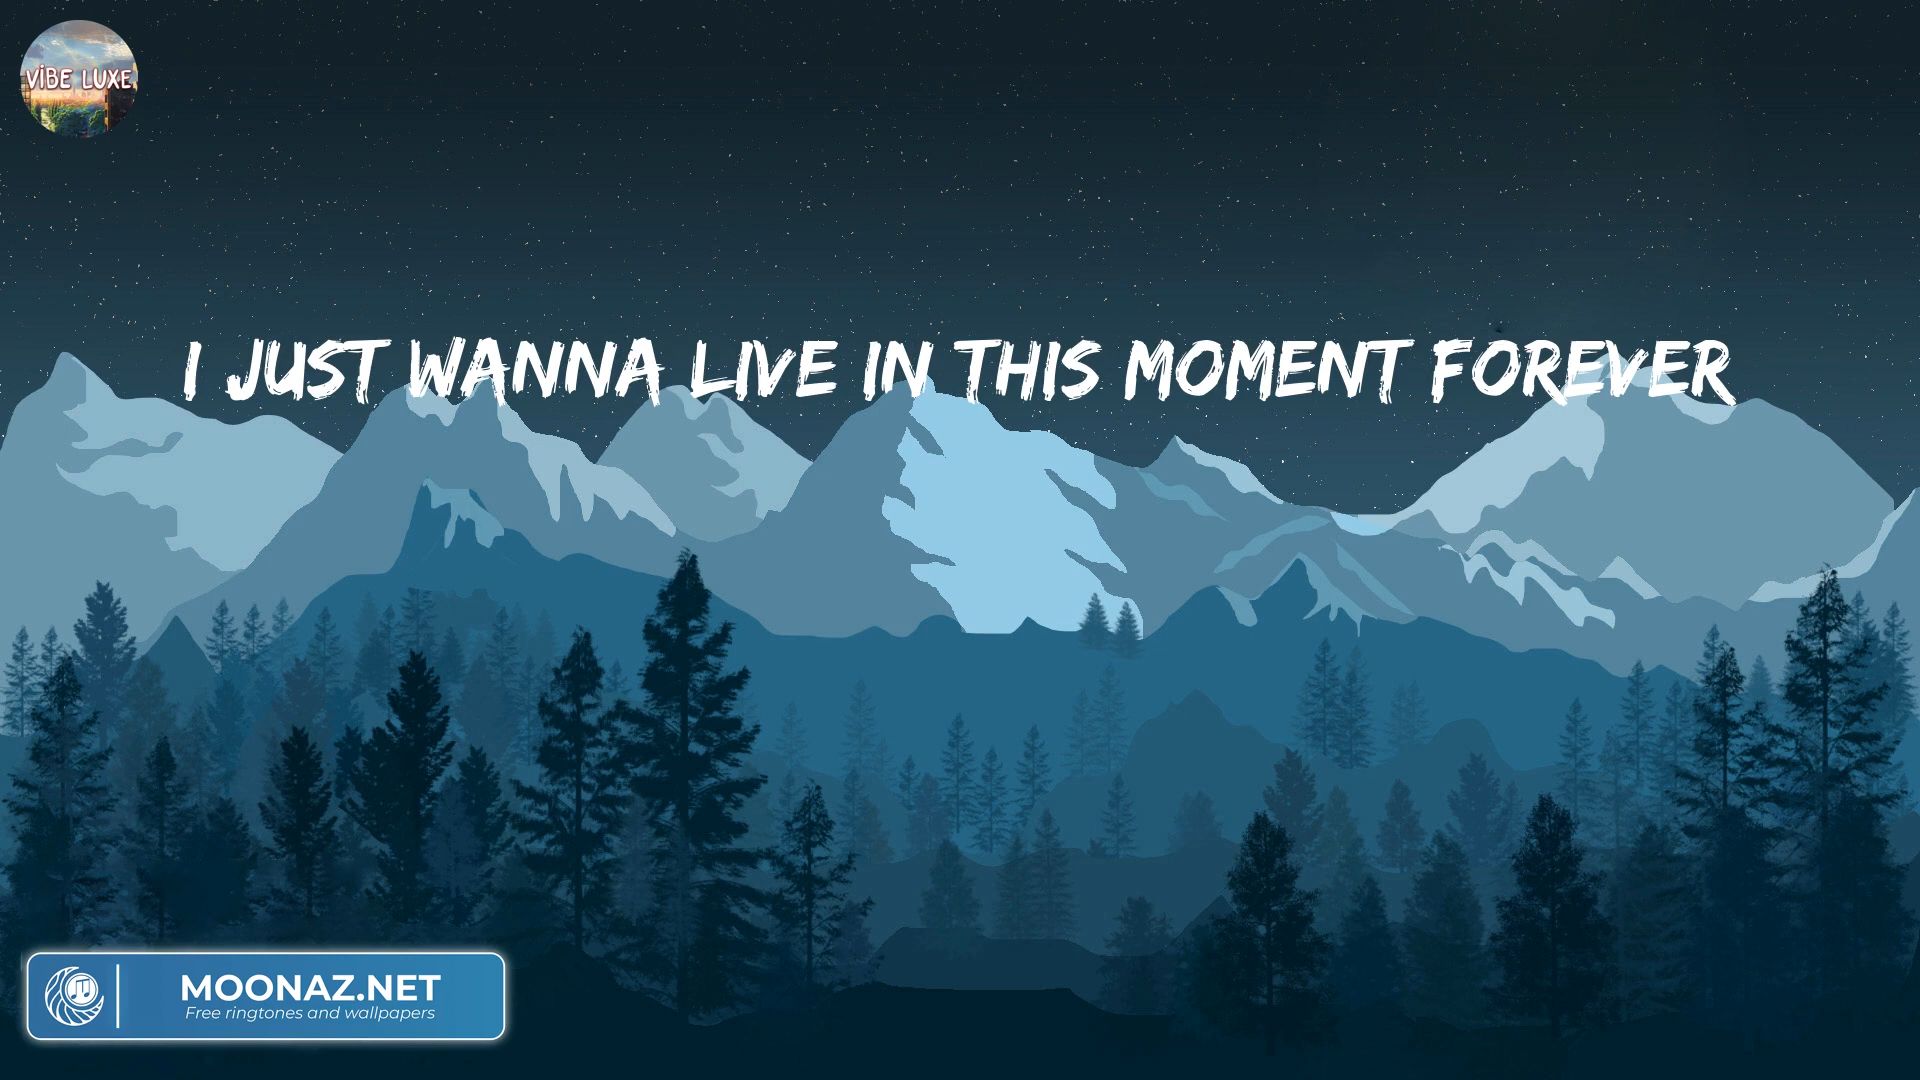 VIBE LUXE
I JUST WANNA LIVE IN THIS MOMENT FOREVER
MOONAZ.NET
Free ringtones and wallpapers